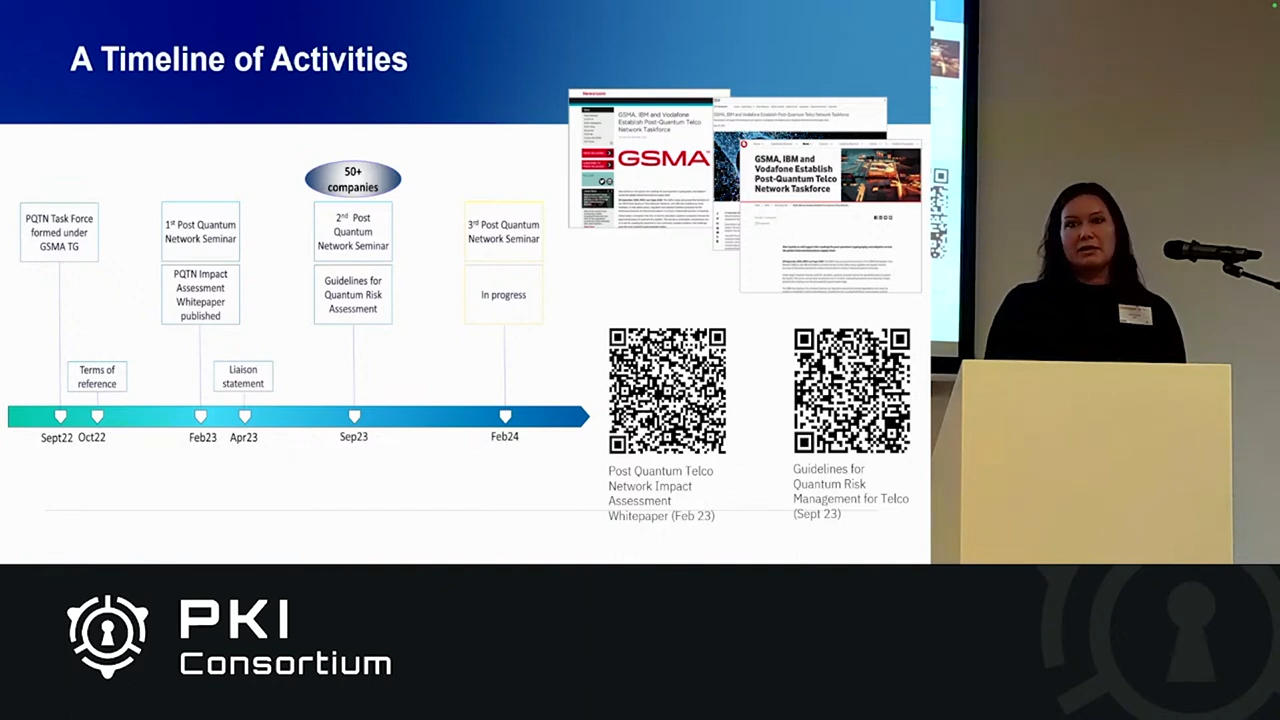 A Timeline of Activities
50+
companies
PQTN Task Force
formed under
GSMA TG
1st Post Quantum
Network Seminar
2nd Post
Quantum
Network Seminar
3rd Post Quantum
Network Seminar
PQTN Impact
Assessment
Whitepaper
published
Guidelines for
Quantum Risk
Assessment
In progress
Terms of
reference
Liaison
statement
Sept22
Oct22
Feb23
Apr23
Sep23
Feb24
Newsroom
GSMA, IBM and Vodafone
Establish Post-Quantum Telco
Network Taskforce
GSMA
GSMA, IBM and Vodafone Establish Post-Quantum Telco Network Taskforce
GSMA, IBM and
Vodafone Establish
Post-Quantum Telco
Network Taskforce
Post Quantum Telco
Network Impact
Assessment
Whitepaper (Feb 23)
Guidelines for
Quantum Risk
Management for Telco
(Sept 23)
PKI
Consortium